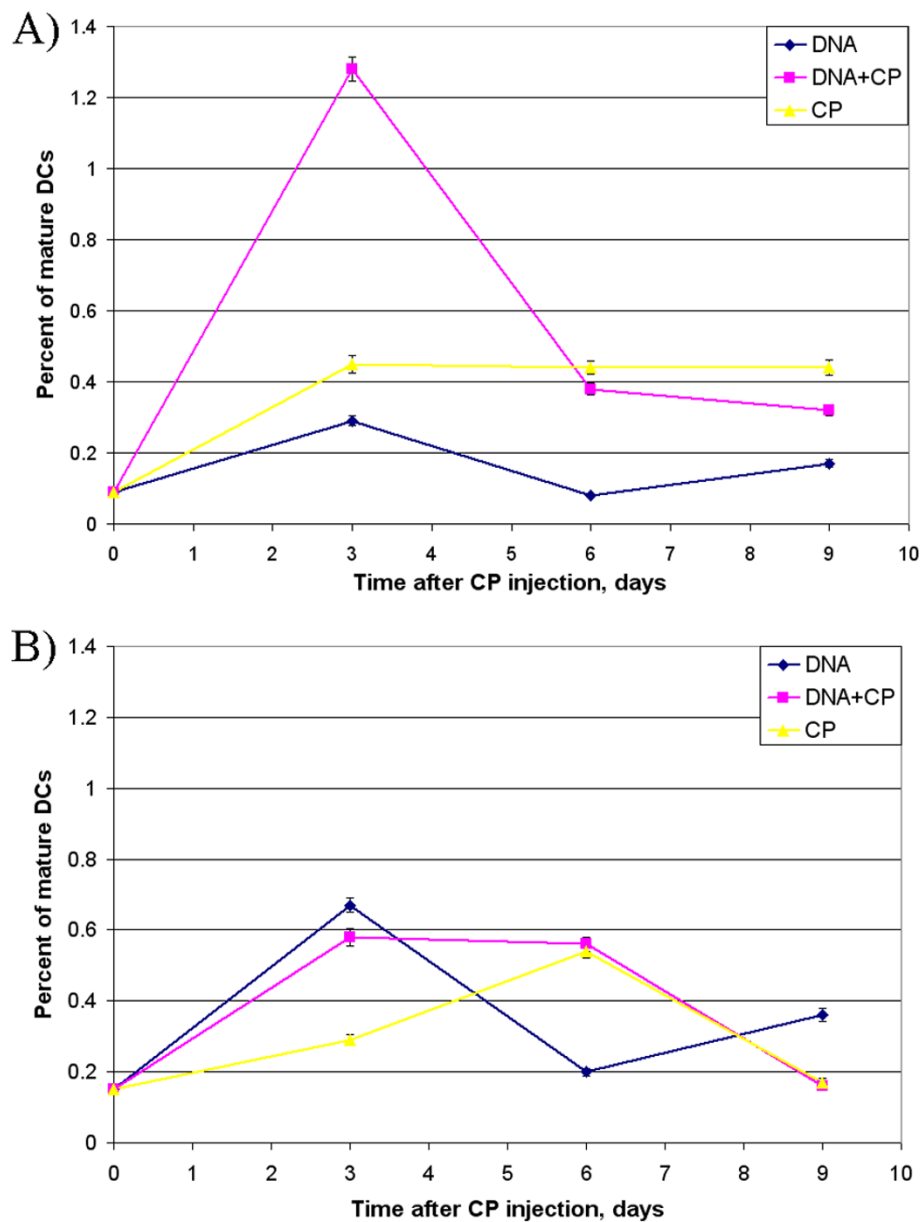 A)
1.4
1.2
1
0.8
0.6
0.4
0.2
0
Percent of mature DCs
DNA
DNA+CP
CP
0 1 2 3 4 5 6 7 8 9 10
Time after CP injection, days
B)
1.4
1.2
1
0.8
0.6
0.4
0.2
0
Percent of mature DCs
DNA
DNA+CP
CP
0 1 2 3 4 5 6 7 8 9 10
Time after CP injection, days